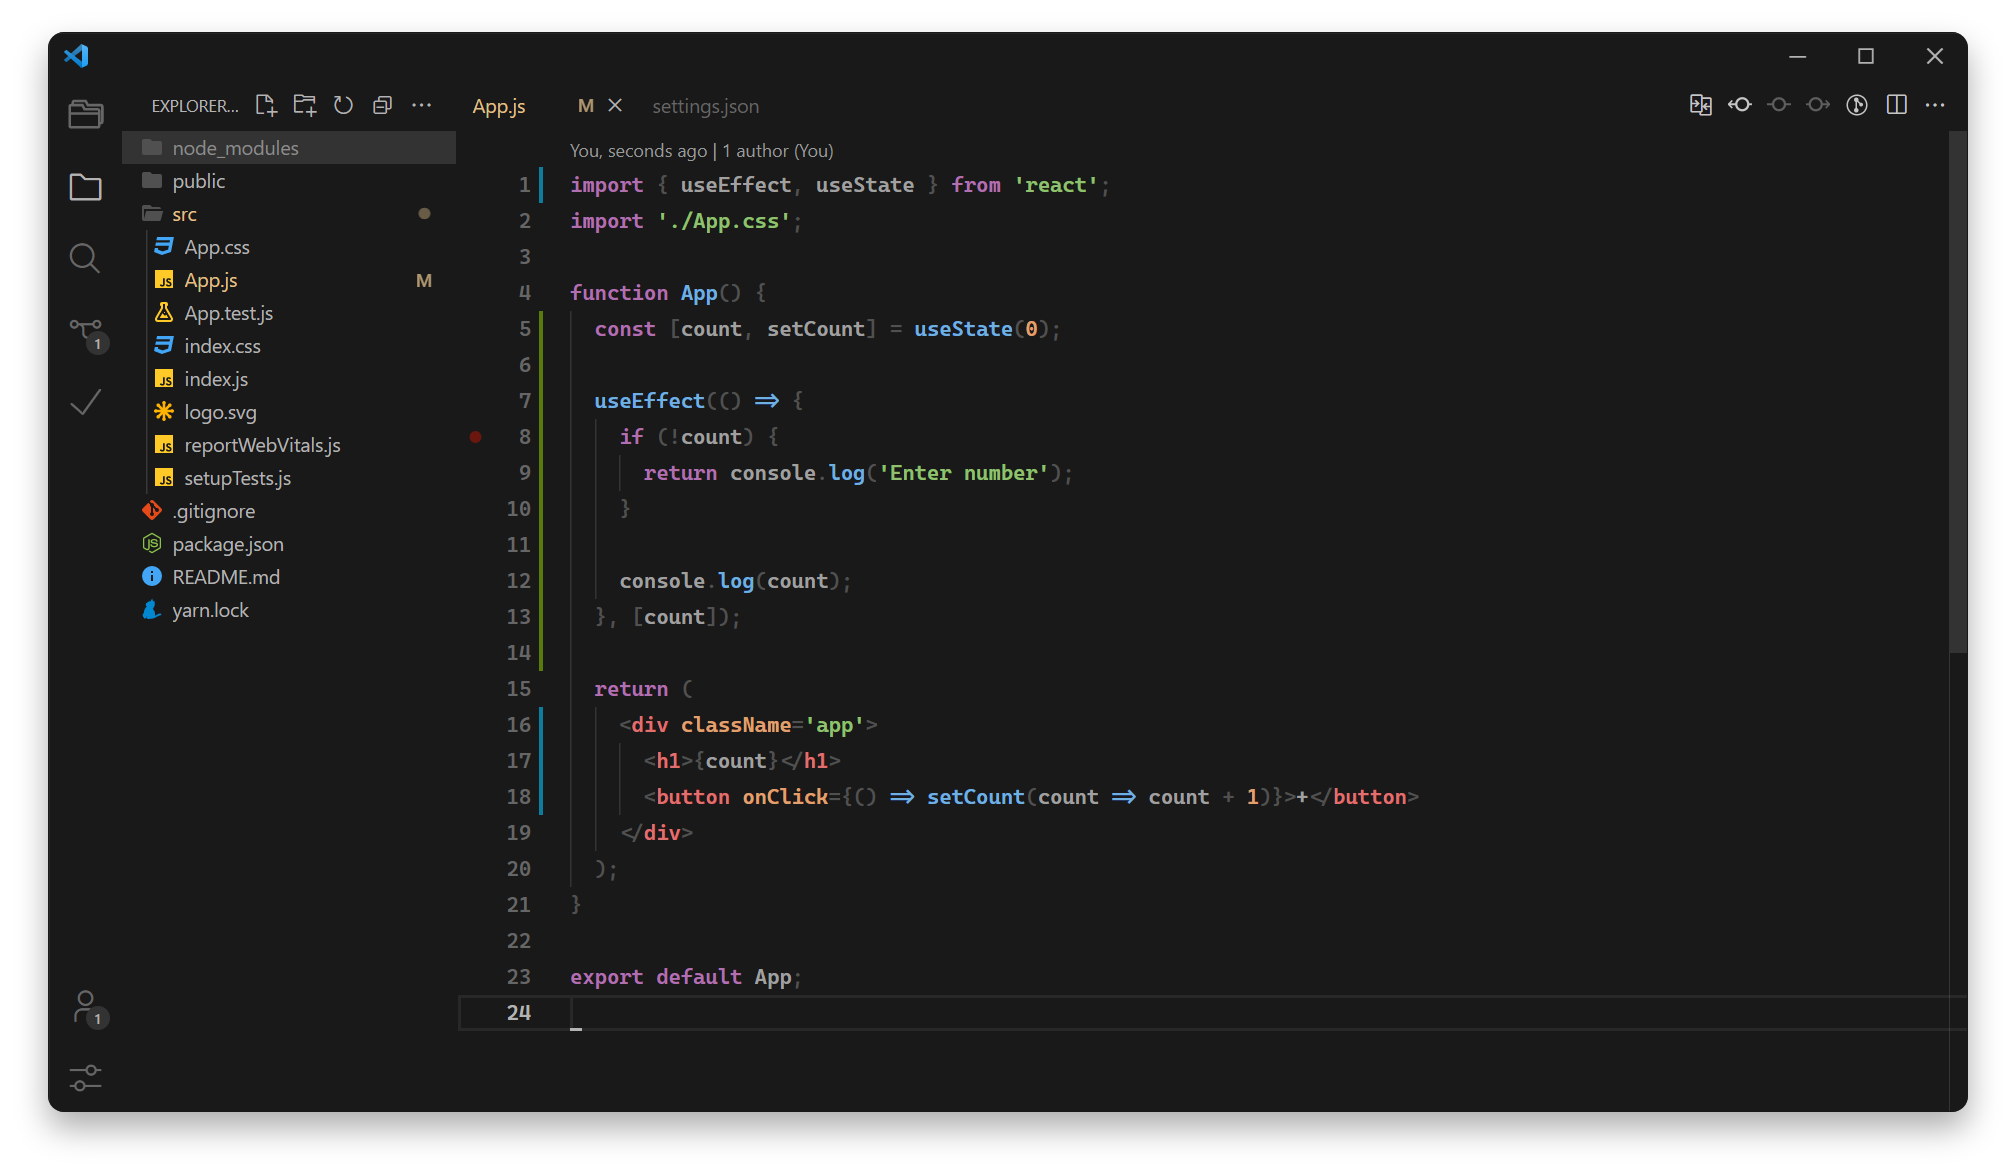 EXPLORER...
App.js M
settings.json
node_modules
public
src
App.css
App.js M
App.test.js
index.css
index.js
logo.svg
reportWebVitals.js
setupTests.js
.gitignore
package.json
README.md
yarn.lock
1
1
You, seconds ago | 1 author (You)
1 import { useEffect, useState } from 'react';
2 import './App.css';
3
4 function App() {
5 const [count, setCount] = useState(0);
6
7 useEffect(() => {
8 if (!count) {
9 return console.log('Enter number');
10 }
11
12 console.log(count);
13 }, [count]);
14
15 return (
16 <div className='app'>
17 <h1>{count}</h1>
18 <button onClick={() => setCount(count => count + 1)}>+</button>
19 </div>
20 );
21 }
22
23 export default App;
24